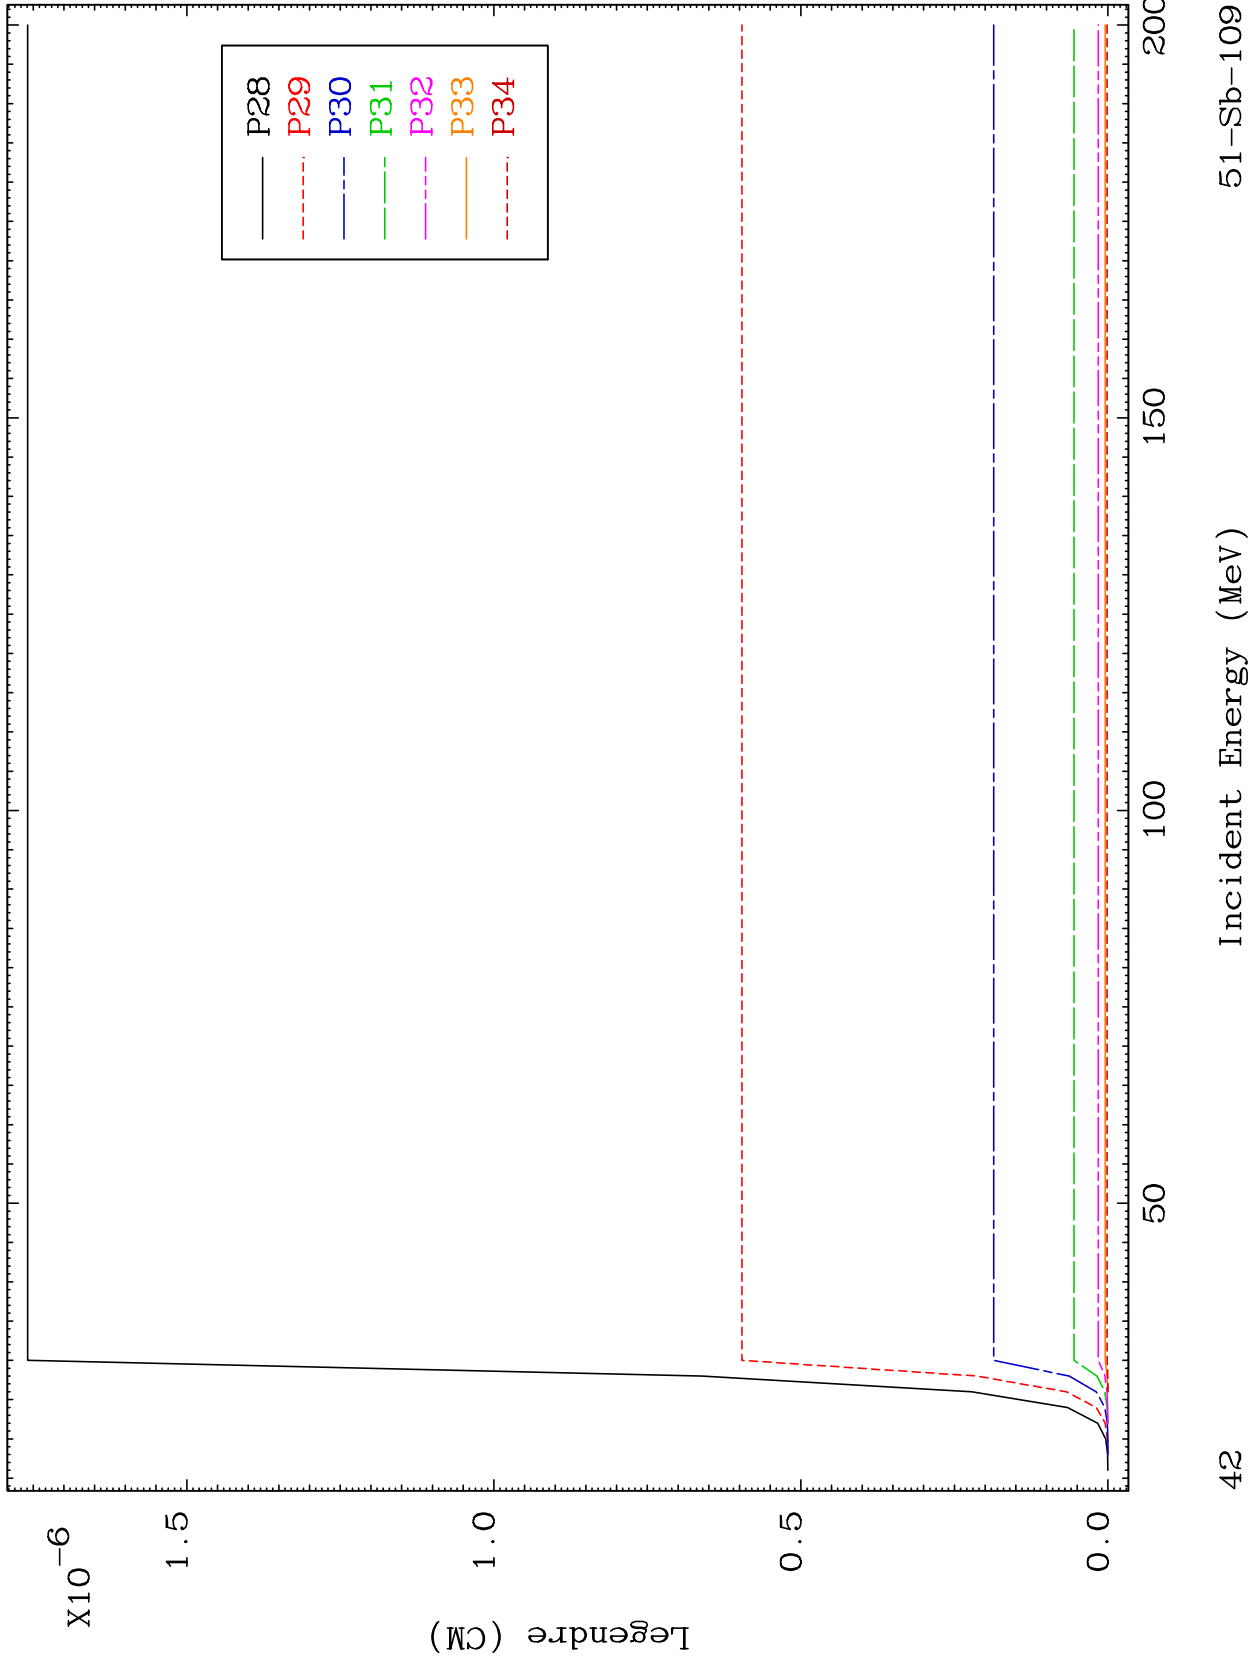 X10-6
1.5
1.0
0.5
0.0
Legendre (CM)
P28
P29
P30
P31
P32
P33
P34
50
100
150
200
Incident Energy (MeV)
42
51-Sb-109